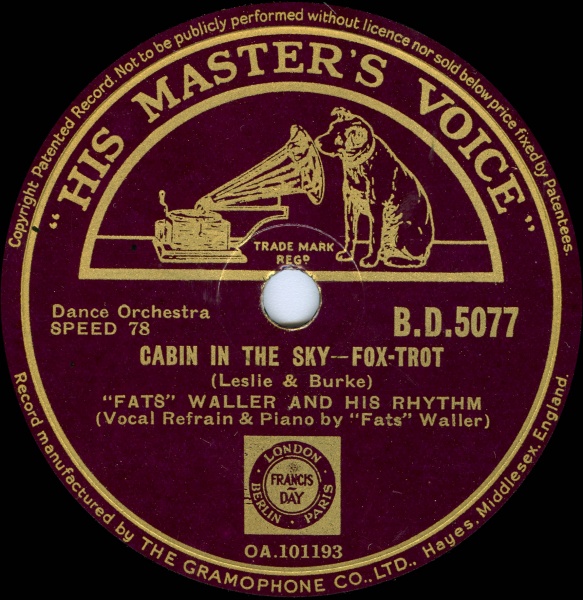 Copyright Patented Record. Not to be publicly performed without licence nor sold below price fixed by Patentees.
"HIS MASTER'S VOICE"
TRADE MARK
REGD
Dance Orchestra
SPEED 78
B.D.5077
CABIN IN THE SKY—FOX-TROT
(Leslie & Burke)
"FATS" WALLER AND HIS RHYTHM
(Vocal Refrain & Piano by "Fats" Waller)
LONDON
FRANCIS
~
DAY
BERLIN · PARIS
OA.101193
Record manufactured by THE GRAMOPHONE CO., LTD., Hayes, Middlesex, England.